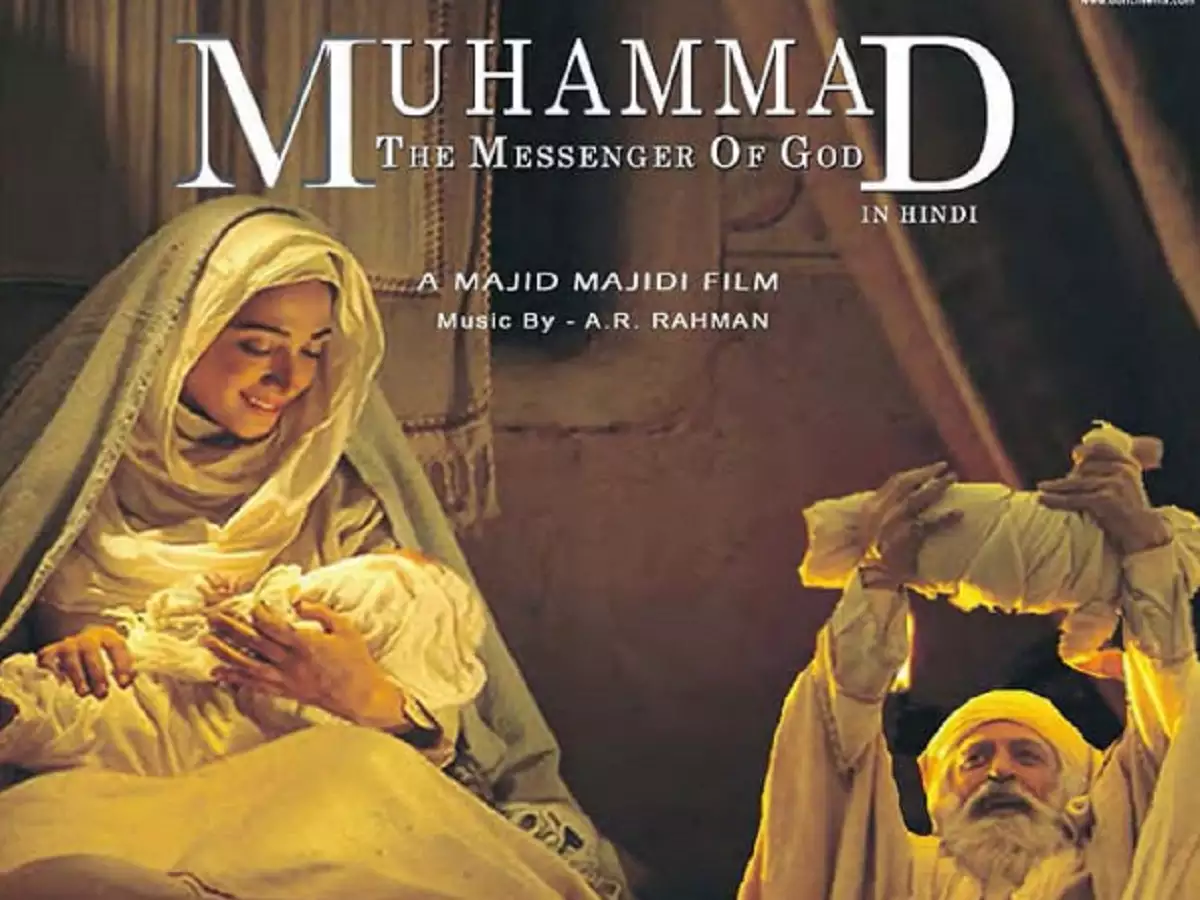 MUHAMMAD
THE MESSENGER OF GOD
IN HINDI
A MAJID MAJIDI FILM
Music By - A.R. RAHMAN